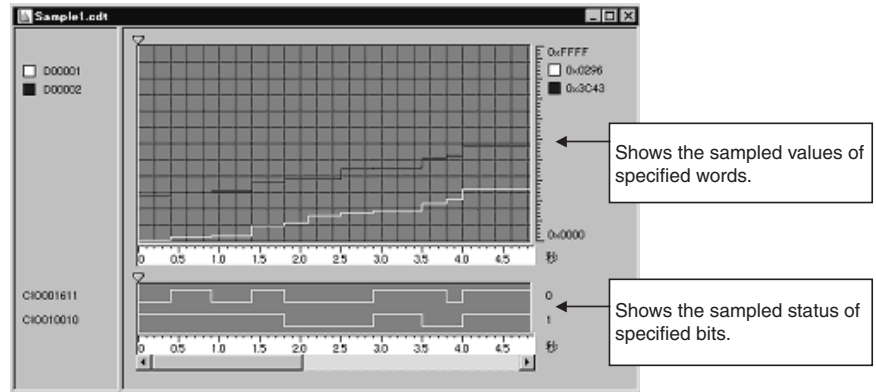 Sample1.cdt
D00001
D00002
0xFFFF
0x0296
0x3C43
0x0000
0 0.5 1.0 1.5 2.0 2.5 3.0 3.5 4.0 4.5 秒
Shows the sampled values of
specified words.
CIO001611
CIO010010
0
1
0 0.5 1.0 1.5 2.0 2.5 3.0 3.5 4.0 4.5 秒
Shows the sampled status of
specified bits.